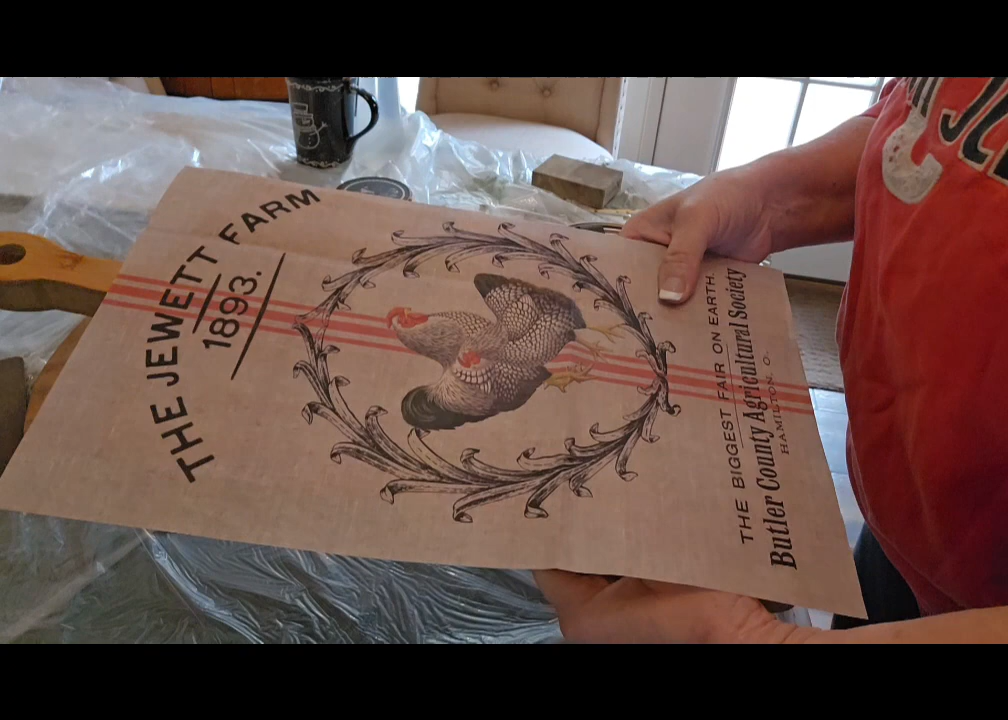 THE JEWETT FARM
1893.
THE BIGGEST FAIR ON EARTH.
Butler County Agricultural Society
HAMILTON, O.